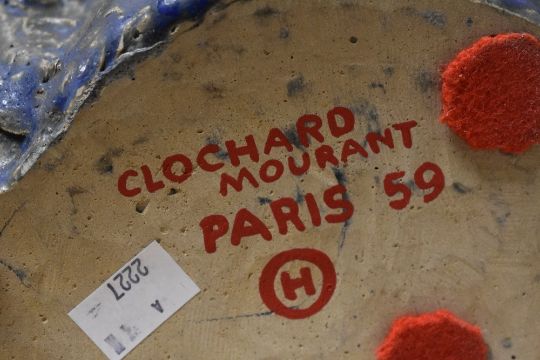 CLOCHARD
MOURANT
PARIS 59
H
2227
A